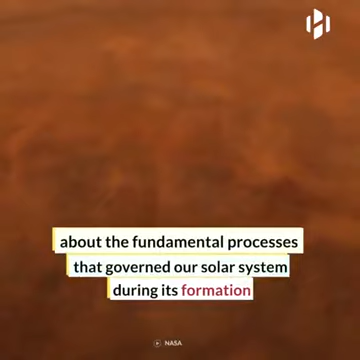 about the fundamental processes
that governed our solar system
during its formation
NASA